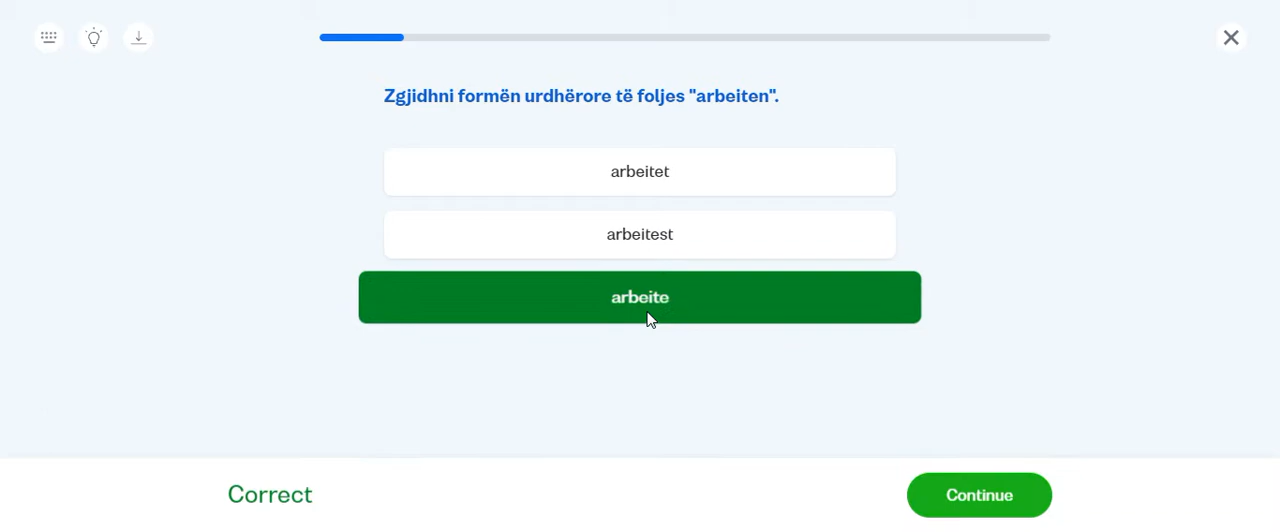 Zgjidhni formën urdhërore të foljes "arbeiten".
arbeitet
arbeitest
arbeite
Correct
Continue